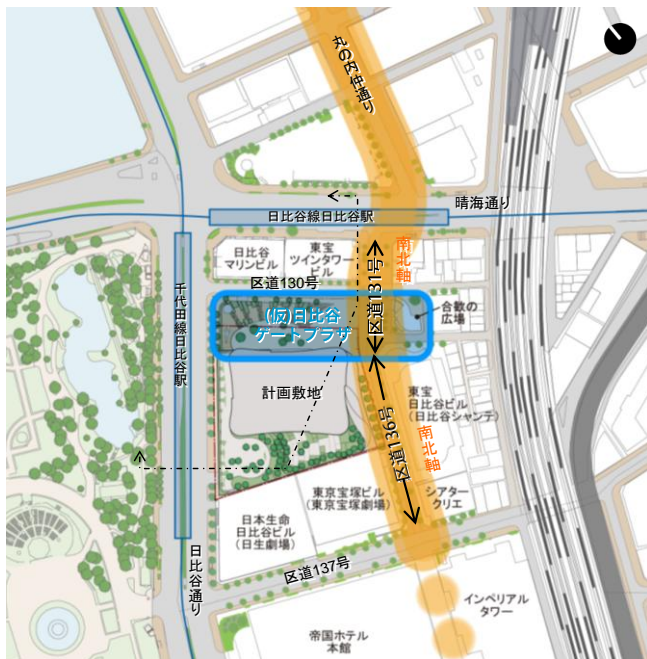 丸の内仲通り
晴海通り
日比谷線日比谷駅
南北軸
日比谷
マリンビル
東宝
ツインタワー
ビル
区道131号
区道130号
合歓の
広場
(仮)日比谷
ゲートプラザ
千代田線日比谷駅
計画敷地
東宝
日比谷ビル
(日比谷シャンテ)
区道136号
南北軸
東京宝塚ビル
(東京宝塚劇場)
シアター
クリエ
日本生命
日比谷ビル
(日生劇場)
日比谷通り
区道137号
インペリアル
タワー
帝国ホテル
本館